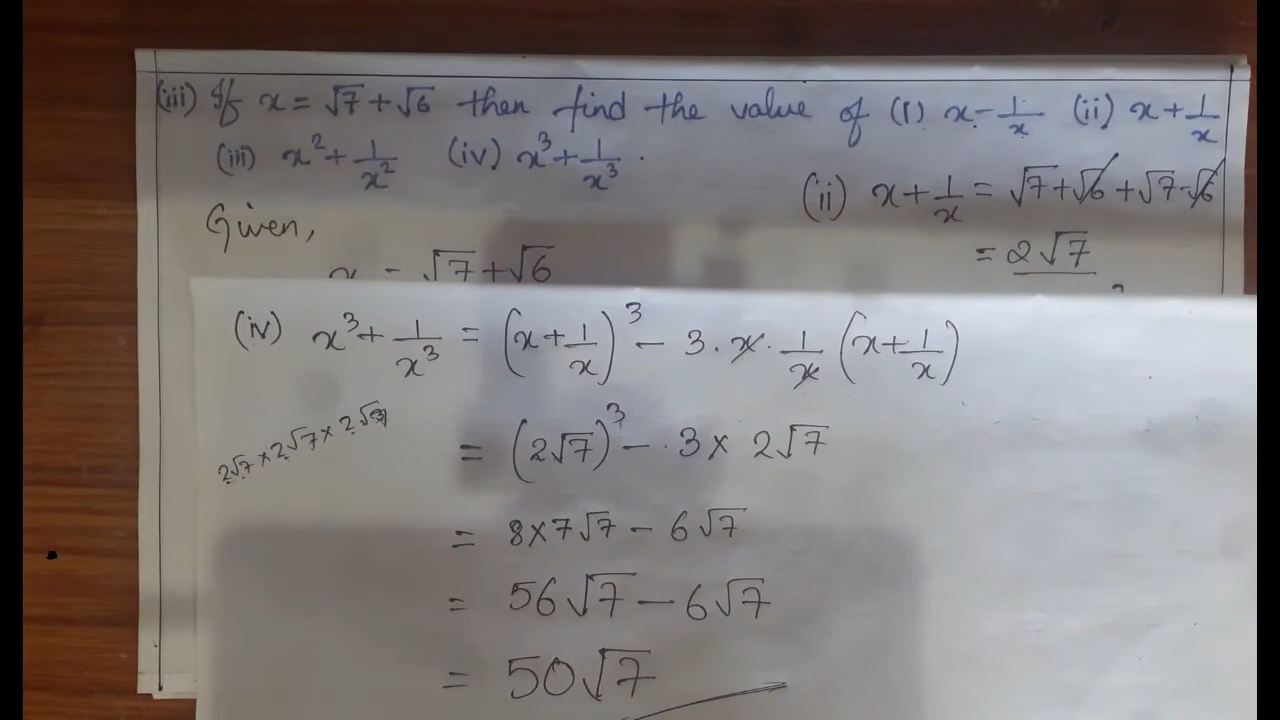 (iii) If x = √7 + √6 then find the value of (i) x - 1/x (ii) x + 1/x
(iii) x² + 1/x² (iv) x³ + 1/x³.
(ii) x + 1/x = √7 + √6 + √7 - √6
= 2√7
Given,
x = √7 + √6
(iv) x³ + 1/x³ = (x + 1/x)³ - 3 . x . 1/x (x + 1/x)
2√7 × 2√7 × 2
= (2√7)³ - 3 × 2√7
= 8×7√7 - 6√7
= 56√7 - 6√7
= 50√7